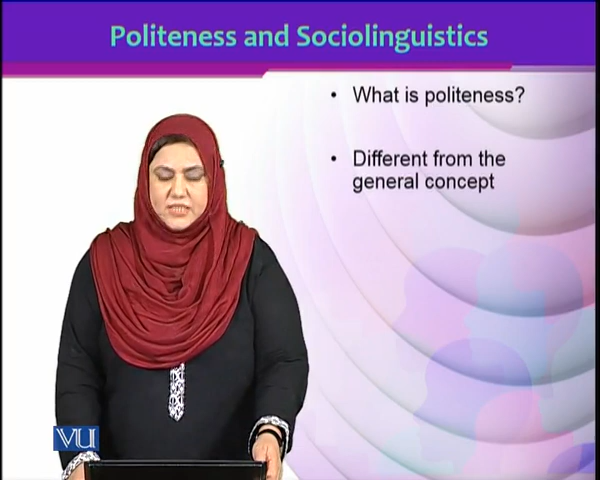 Politeness and Sociolinguistics
• What is politeness?
• Different from the
general concept
VU